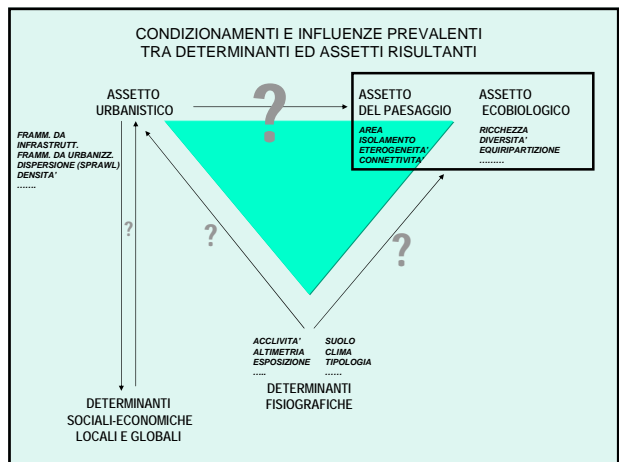 CONDIZIONAMENTI E INFLUENZE PREVALENTI
TRA DETERMINANTI ED ASSETTI RISULTANTI
ASSETTO
URBANISTICO
?
ASSETTO
DEL PAESAGGIO
AREA
ISOLAMENTO
ETEROGENEITA'
CONNETTIVITA'
ASSETTO
ECOBIOLOGICO
RICCHEZZA
DIVERSITA'
EQUIRIPARTIZIONE
………
FRAMM. DA
INFRASTRUTT.
FRAMM. DA URBANIZZ.
DISPERSIONE (SPRAWL)
DENSITA'
…….
?
?
?
ACCLIVITA'
ALTIMETRIA
ESPOSIZIONE
…..
SUOLO
CLIMA
TIPOLOGIA
……
DETERMINANTI
FISIOGRAFICHE
DETERMINANTI
SOCIALI-ECONOMICHE
LOCALI E GLOBALI